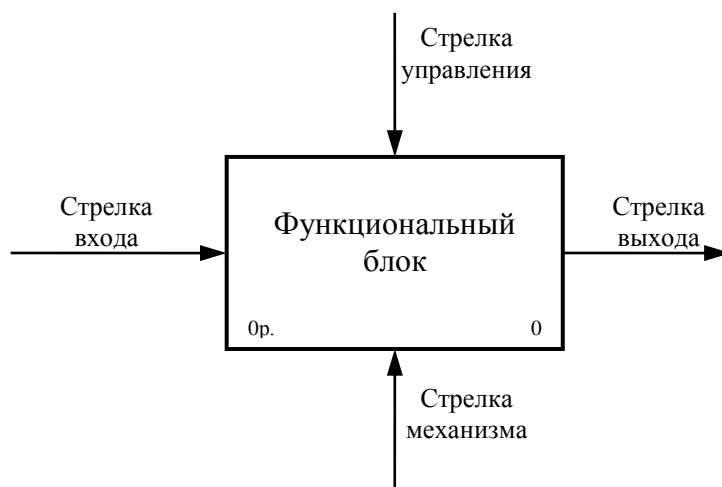 Стрелка
управления
Стрелка
входа
Функциональный
блок
Стрелка
выхода
0р.
0
Стрелка
механизма